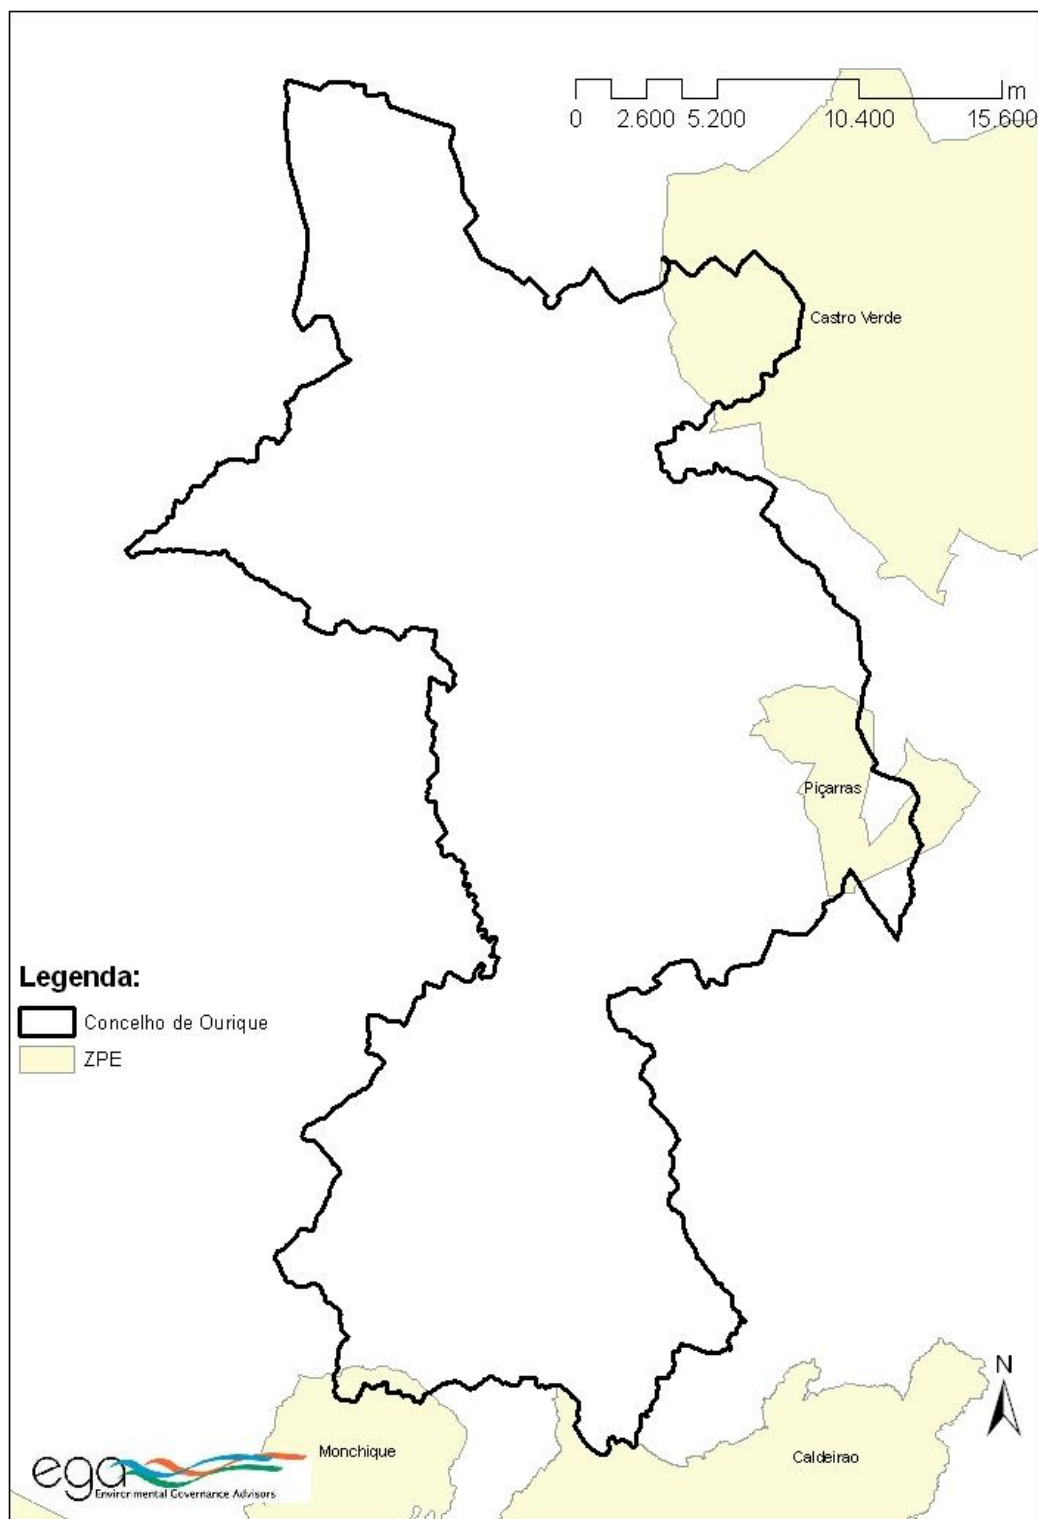 m
0 2.600 5.200 10.400 15.600
Castro Verde
Piçarras
Legenda:
Concelho de Ourique
ZPE
N
Monchique
Caldeirao
ega
Environmental Governance Advisors